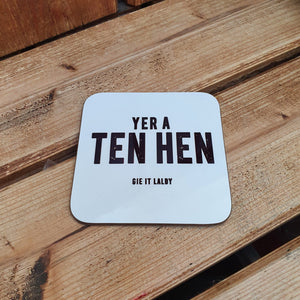 YER A
TEN HEN
GIE IT LALDY